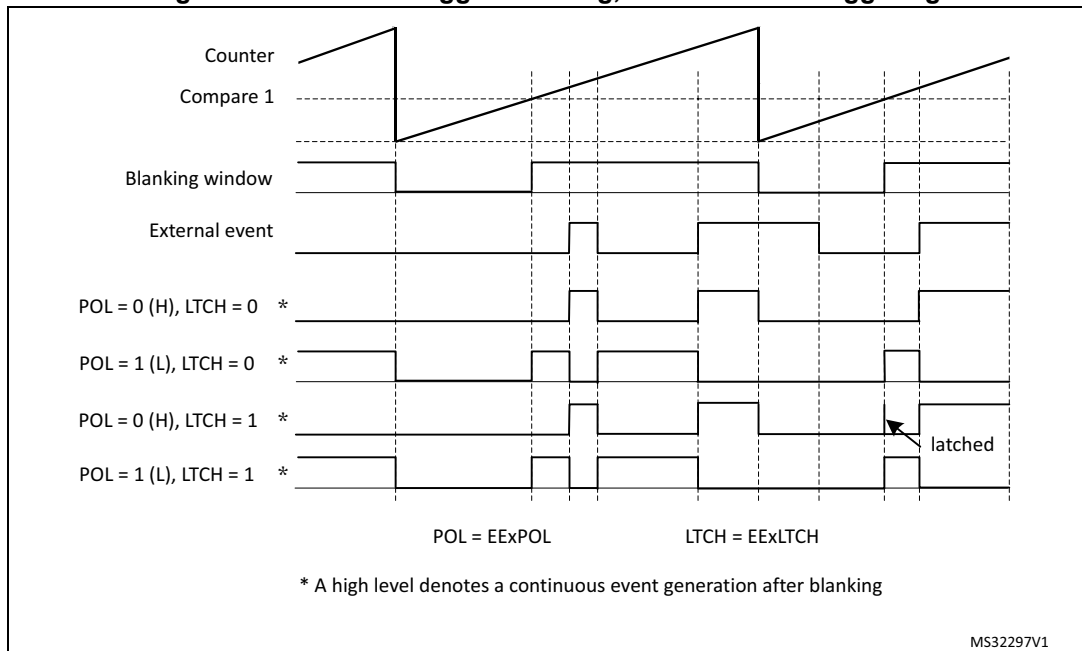 Counter
Compare 1
Blanking window
External event
POL = 0 (H), LTCH = 0 *
POL = 1 (L), LTCH = 0 *
POL = 0 (H), LTCH = 1 *
latched
POL = 1 (L), LTCH = 1 *
POL = EExPOL LTCH = EExLTCH
* A high level denotes a continuous event generation after blanking
MS32297V1